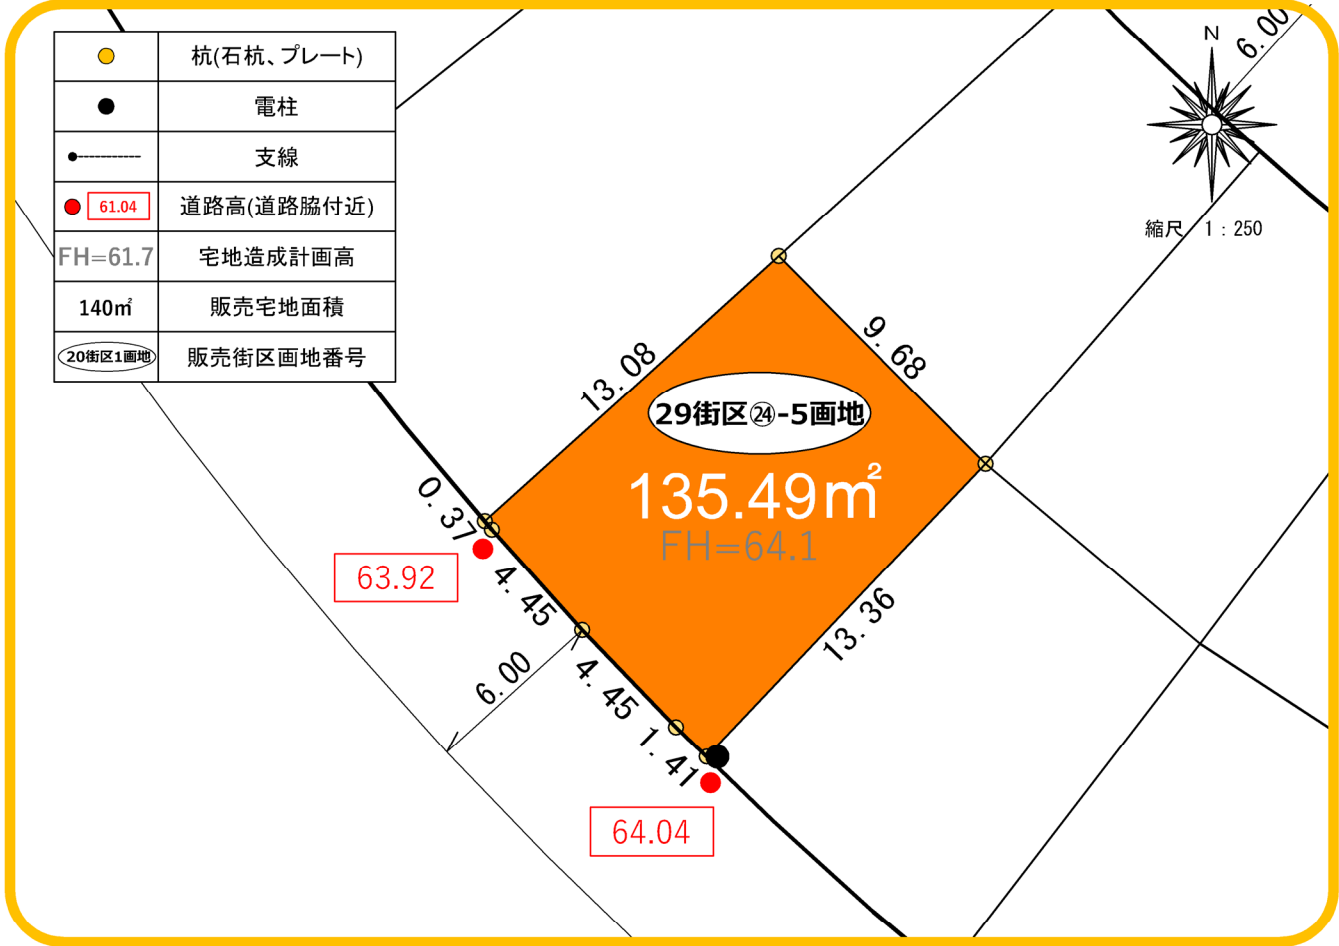 杭(石杭、プレート)
電柱
支線
61.04 道路高(道路脇付近)
FH=61.7 宅地造成計画高
140㎡ 販売宅地面積
20街区1画地 販売街区画地番号
N
6.00
縮尺 1:250
13.08
9.68
29街区㉔-5画地
135.49㎡
FH=64.1
0.37
63.92
4.45
13.36
6.00
4.45
1.41
64.04